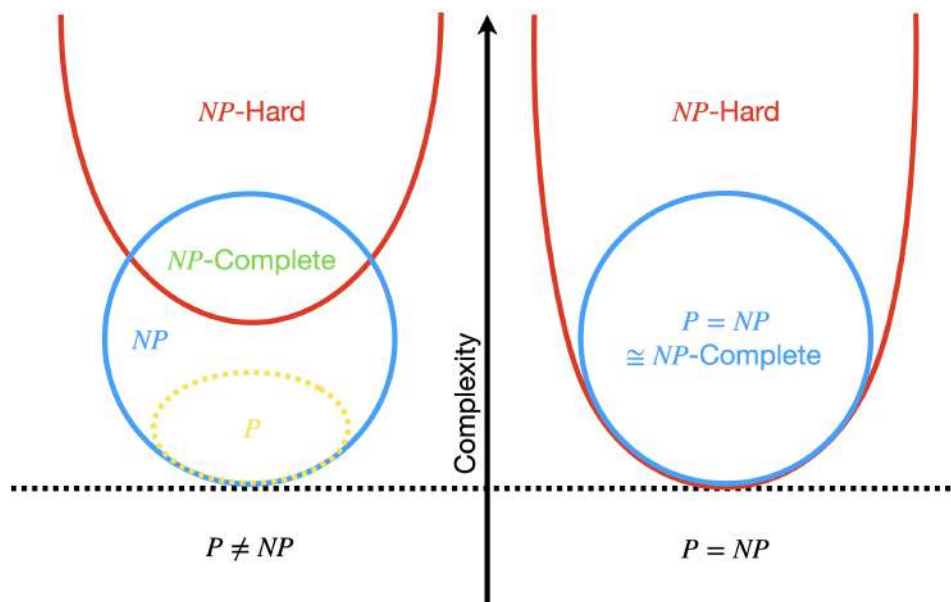 NP-Hard
NP-Complete
NP
P
P ≠ NP
Complexity
NP-Hard
P = NP
≅ NP-Complete
P = NP